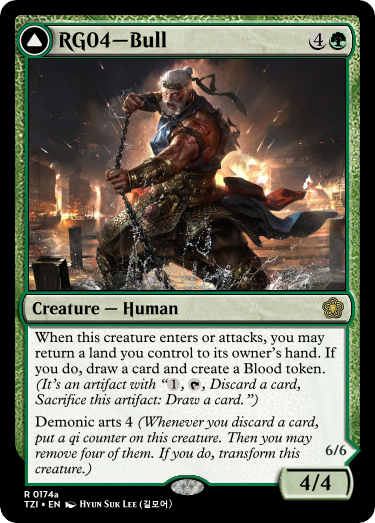 RG04—Bull 4
Creature — Human
When this creature enters or attacks, you may
return a land you control to its owner's hand. If
you do, draw a card and create a Blood token.
(It's an artifact with “1, , Discard a card,
Sacrifice this artifact: Draw a card.”)
Demonic arts 4 (Whenever you discard a card,
put a qi counter on this creature. Then you may
remove four of them. If you do, transform this
creature.)
6/6
4/4
R 0174a
TZI • EN Hyun Suk Lee (길모어)